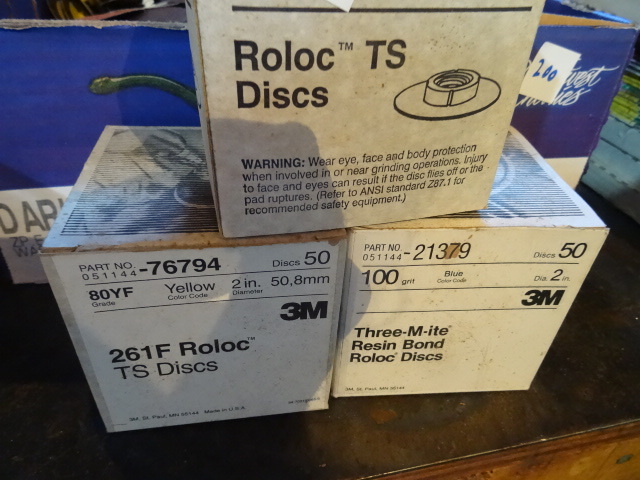 Roloc™ TS
Discs
WARNING: Wear eye, face and body protection
when involved in or near grinding operations. Injury
to face and eyes can result if the disc flies off or the
pad ruptures. (Refer to ANSI standard Z87.1 for
recommended safety equipment.)
200
PART NO.
051144-76794
Discs 50
80YF
Grade
Yellow
Color Code
2 in. 50,8mm
Diameter
3M
261F Roloc™
TS Discs
3M, St. Paul, MN 55144 Made in U.S.A.
PART NO.
051144-21379
Discs 50
100 grit
Blue
Color Code
Dia. 2 in.
3M
Three-M-ite®
Resin Bond
Roloc® Discs
3M, St. Paul, MN 55144